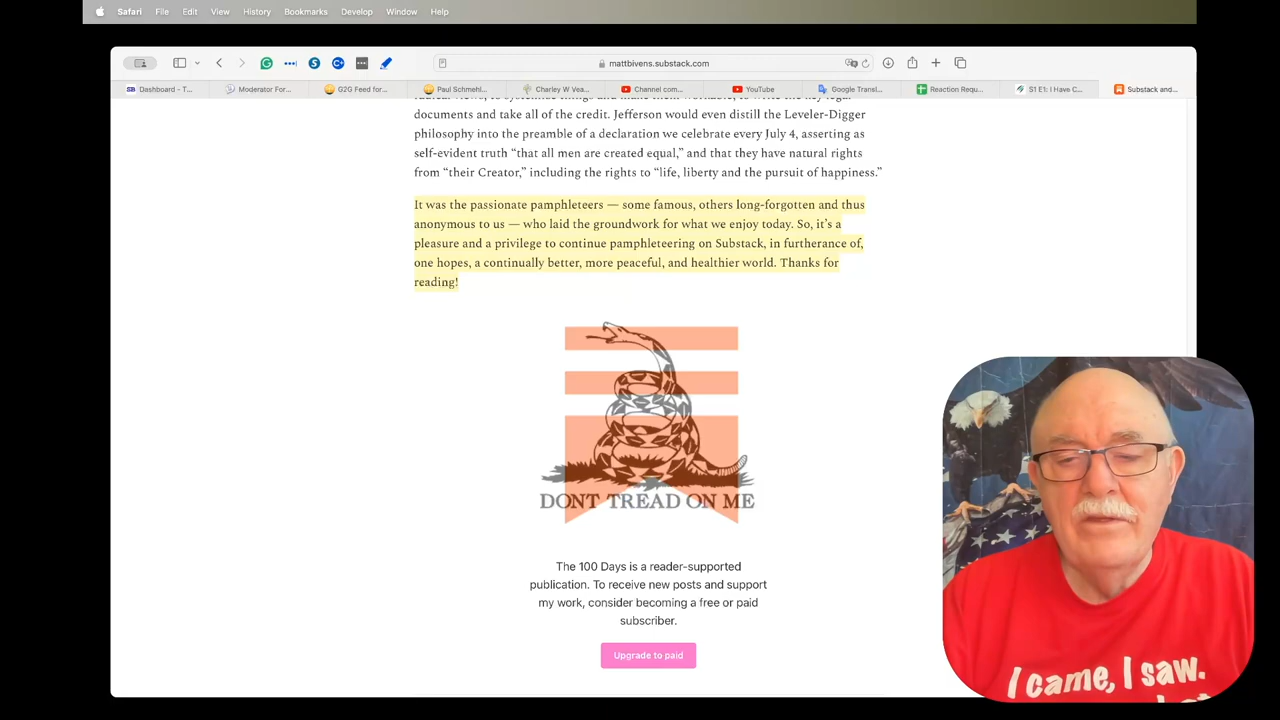 Safari File Edit View History Bookmarks Develop Window Help
mattbivens.substack.com
Dashboard - T... Moderator For... G2G Feed for... Paul Schmehl... Charley W Vea... Channel com... YouTube Google Transl... Reaction Requ... S1 E1: I Have C... Substack and...
documents and take all of the credit. Jefferson would even distill the Leveler-Digger
philosophy into the preamble of a declaration we celebrate every July 4, asserting as
self-evident truth “that all men are created equal,” and that they have natural rights
from “their Creator,” including the rights to “life, liberty and the pursuit of happiness.”
It was the passionate pamphleteers — some famous, others long-forgotten and thus
anonymous to us — who laid the groundwork for what we enjoy today. So, it’s a
pleasure and a privilege to continue pamphleteering on Substack, in furtherance of,
one hopes, a continually better, more peaceful, and healthier world. Thanks for
reading!
DONT TREAD ON ME
The 100 Days is a reader-supported
publication. To receive new posts and support
my work, consider becoming a free or paid
subscriber.
Upgrade to paid
I came, I saw.